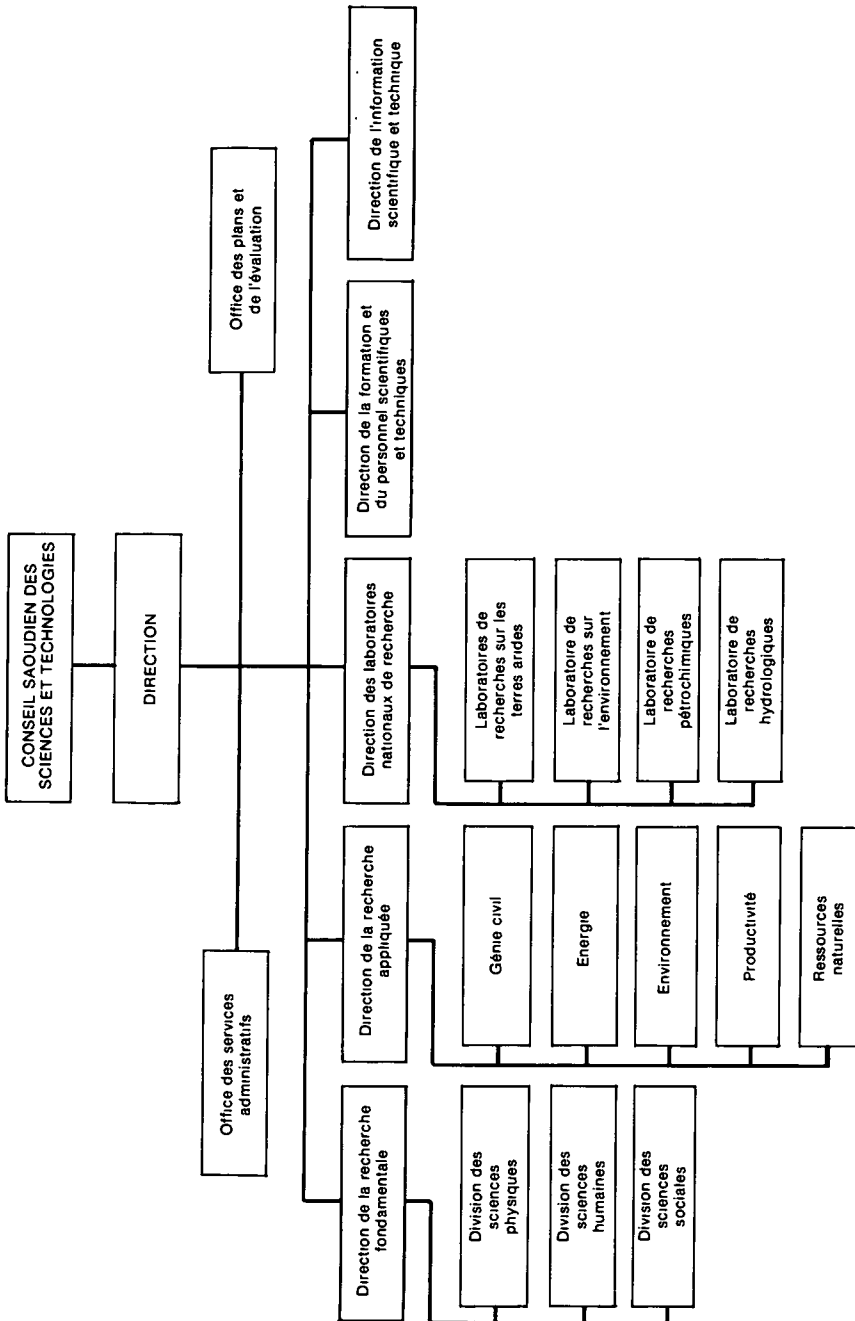 CONSEIL SAOUDIEN DES
SCIENCES ET TECHNOLOGIES
DIRECTION
Office des services
administratifs
Office des plans et
de l'évaluation
Direction de la recherche
fondamentale
Direction de la recherche
appliquée
Direction des laboratoires
nationaux de recherche
Direction de la formation et
du personnel scientifiques
et techniques
Direction de l'information
scientifique et technique
Division des
sciences
physiques
Division des
sciences
humaines
Division des
sciences
sociales
Génie civil
Energie
Environnement
Productivité
Ressources
naturelles
Laboratoires de
recherches sur les
terres arides
Laboratoire de
recherches sur
l'environnement
Laboratoire de
recherches
pétrochimiques
Laboratoire de
recherches
hydrologiques